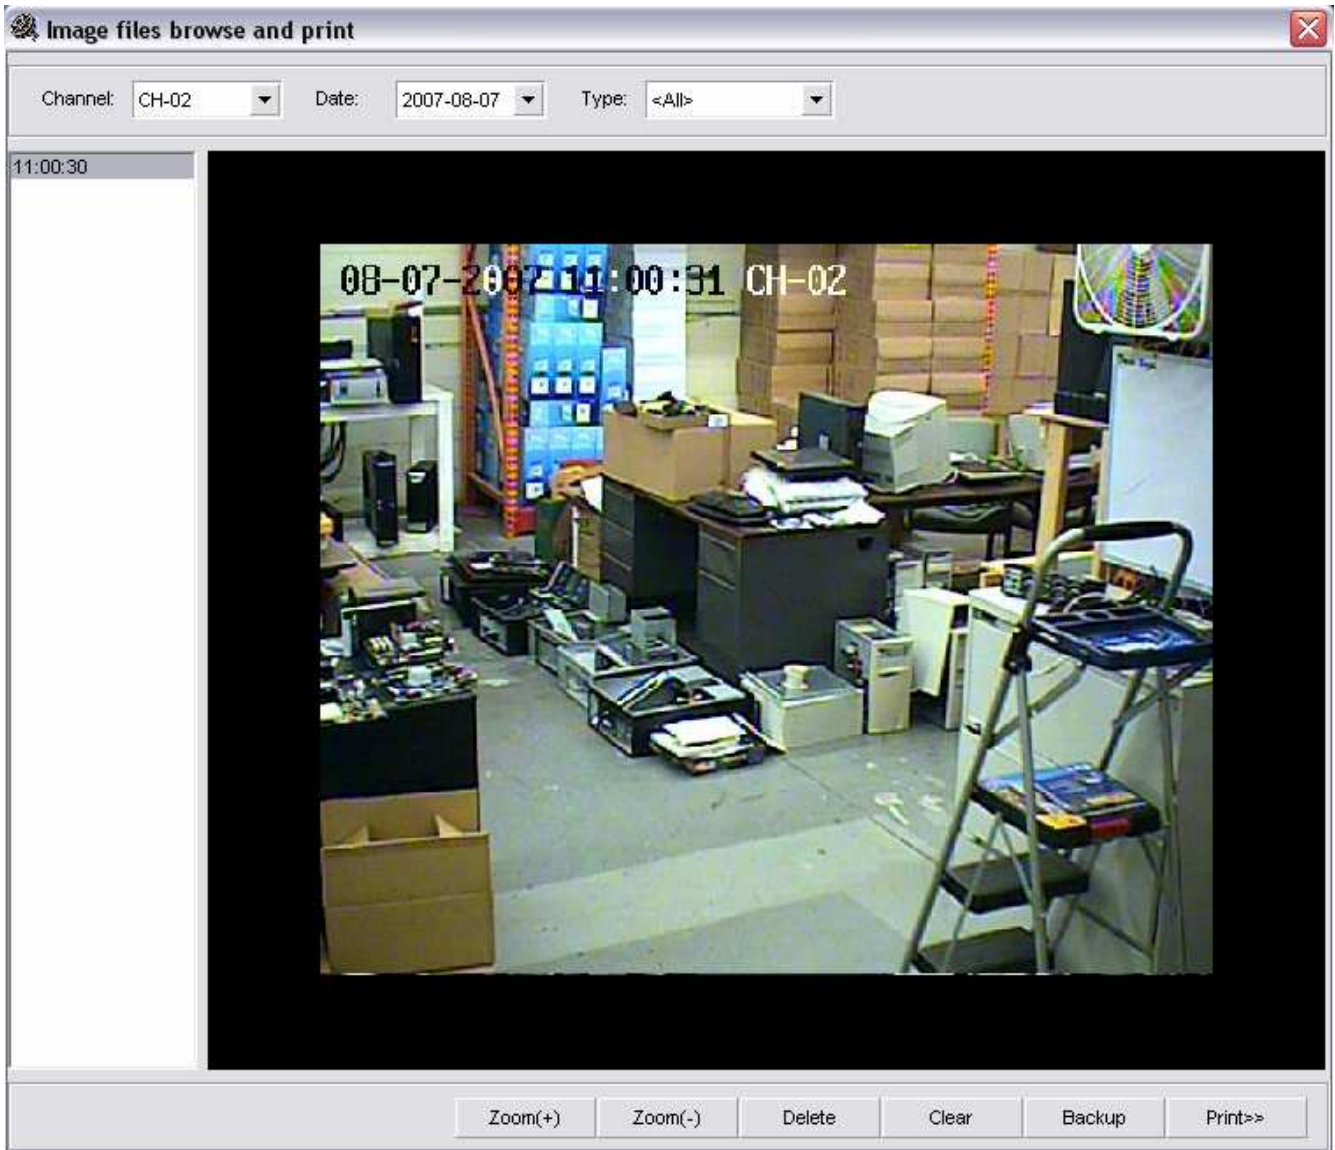 Image files browse and print
Channel: CH-02 Date: 2007-08-07 Type: <All>
11:00:30
08-07-2007 11:00:31 CH-02
Zoom(+) Zoom(-) Delete Clear Backup Print>>